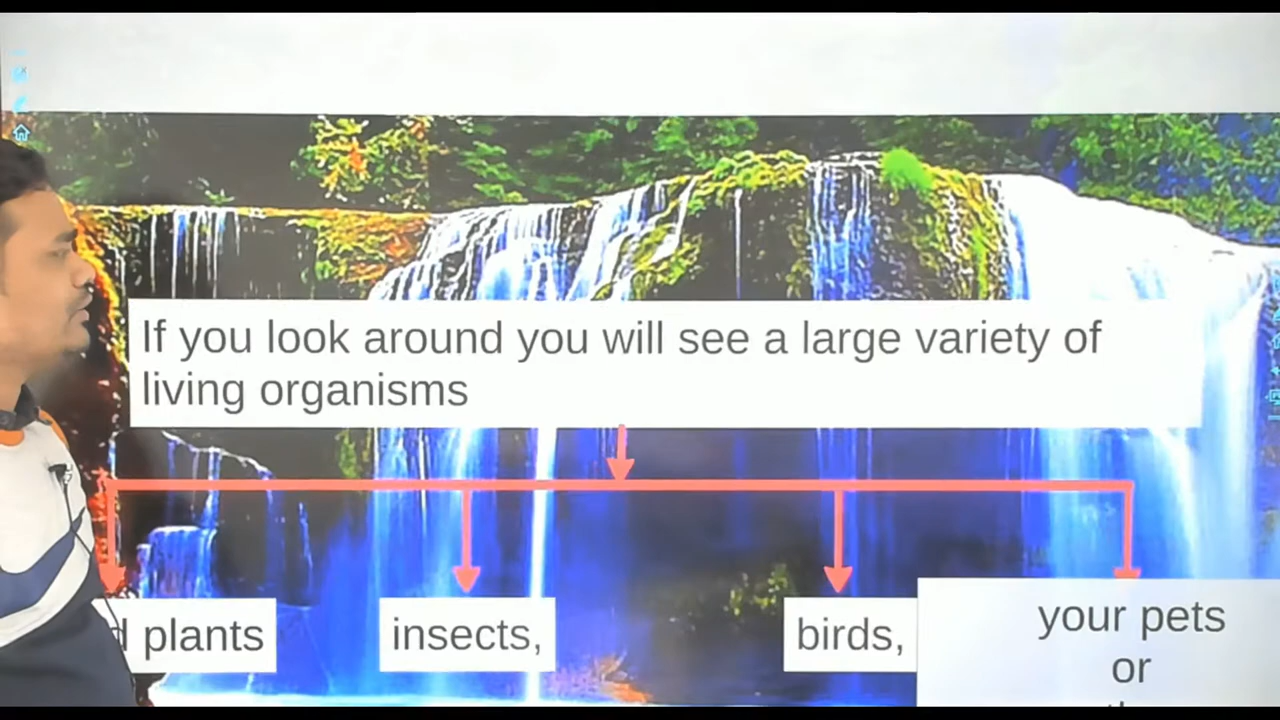 If you look around you will see a large variety of
living organisms
plants
insects,
birds,
your pets
or